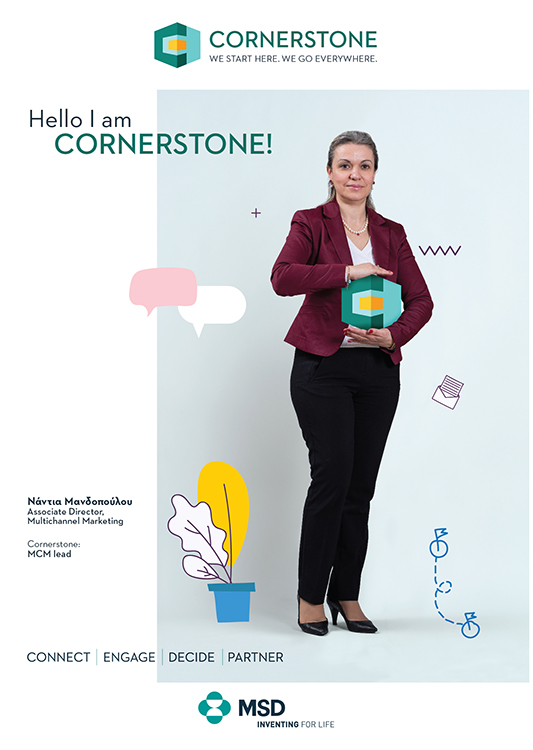 CORNERSTONE
WE START HERE. WE GO EVERYWHERE.
Hello I am
CORNERSTONE!
Νάντια Μανδοπούλου
Associate Director,
Multichannel Marketing
Cornerstone:
MCM lead
CONNECT | ENGAGE | DECIDE | PARTNER
MSD
INVENTING FOR LIFE